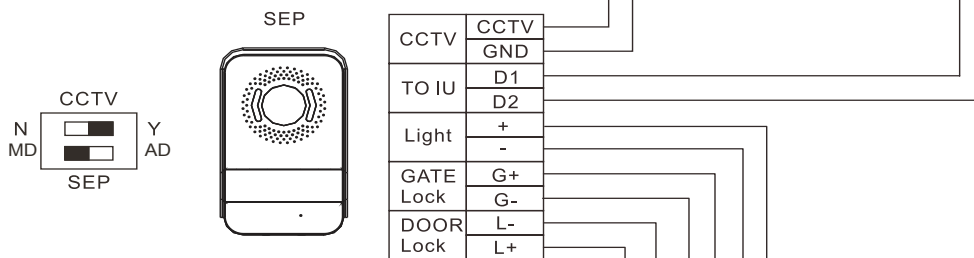 SEP
CCTV
N Y
MD AD
SEP
CCTV CCTV
GND
TO IU D1
D2
Light +
-
GATE Lock G+
G-
DOOR Lock L-
L+